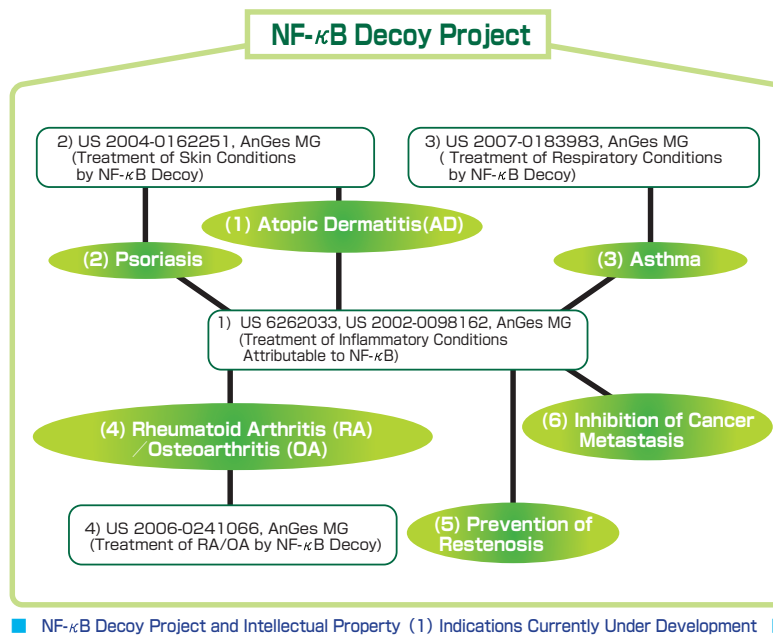 NF-κB Decoy Project
2) US 2004-0162251, AnGes MG
(Treatment of Skin Conditions
by NF-κB Decoy)
3) US 2007-0183983, AnGes MG
( Treatment of Respiratory Conditions
by NF-κB Decoy)
(1) Atopic Dermatitis(AD)
(2) Psoriasis
(3) Asthma
1) US 6262033, US 2002-0098162, AnGes MG
(Treatment of Inflammatory Conditions
Attributable to NF-κB)
(4) Rheumatoid Arthritis (RA)
／Osteoarthritis (OA)
(6) Inhibition of Cancer
Metastasis
4) US 2006-0241066, AnGes MG
(Treatment of RA/OA by NF-κB Decoy)
(5) Prevention of
Restenosis
■ NF-κB Decoy Project and Intellectual Property (1) Indications Currently Under Development